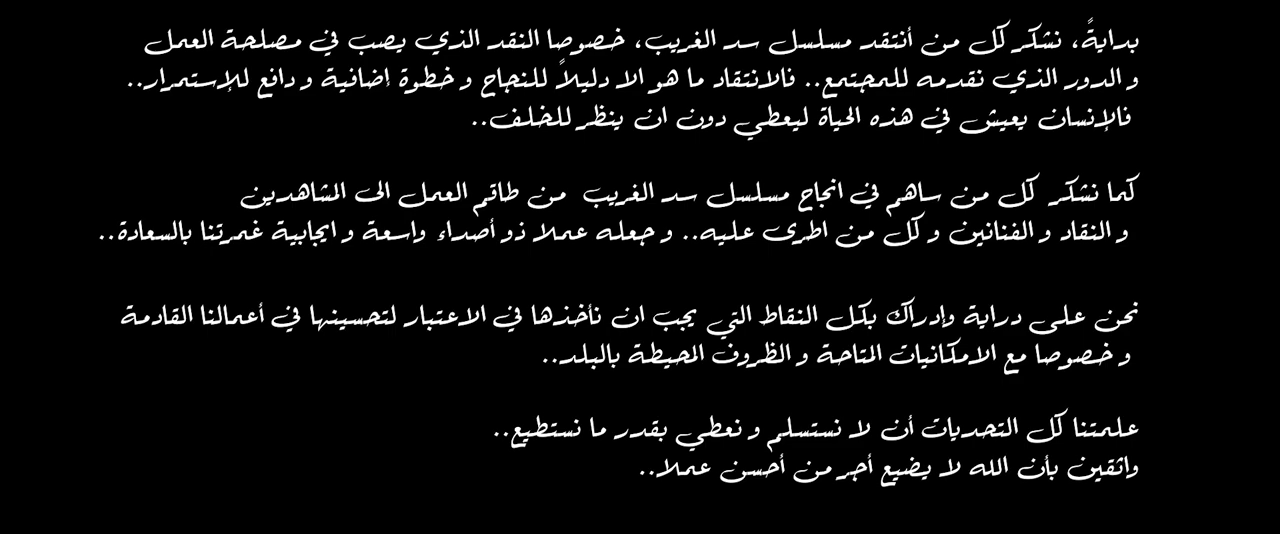 بدايةً، نشكر كل من أنتقد مسلسل سد الغريب، خصوصا النقد الذي يصب في مصلحة العمل
و الدور الذي نقدمه للمجتمع.. فالانتقاد ما هو الا دليلاً للنجاح و خطوة إضافية و دافع للإستمرار..
فالإنسان يعيش في هذه الحياة ليعطي دون ان ينظر للخلف..
كما نشكر كل من ساهم في انجاح مسلسل سد الغريب من طاقم العمل الى المشاهدين
و النقاد و الفنانين و كل من اطرى عليه.. و جعله عملا ذو أصداء واسعة و ايجابية غمرتنا بالسعادة..
نحن على دراية وإدراك بكل النقاط التي يجب ان نأخذها في الاعتبار لتحسينها في أعمالنا القادمة
و خصوصا مع الامكانيات المتاحة و الظروف المحيطة بالبلد..
علمتنا كل التحديات أن لا نستسلم و نعطي بقدر ما نستطيع..
واثقين بأن الله لا يضيع أجر من أحسن عملا..